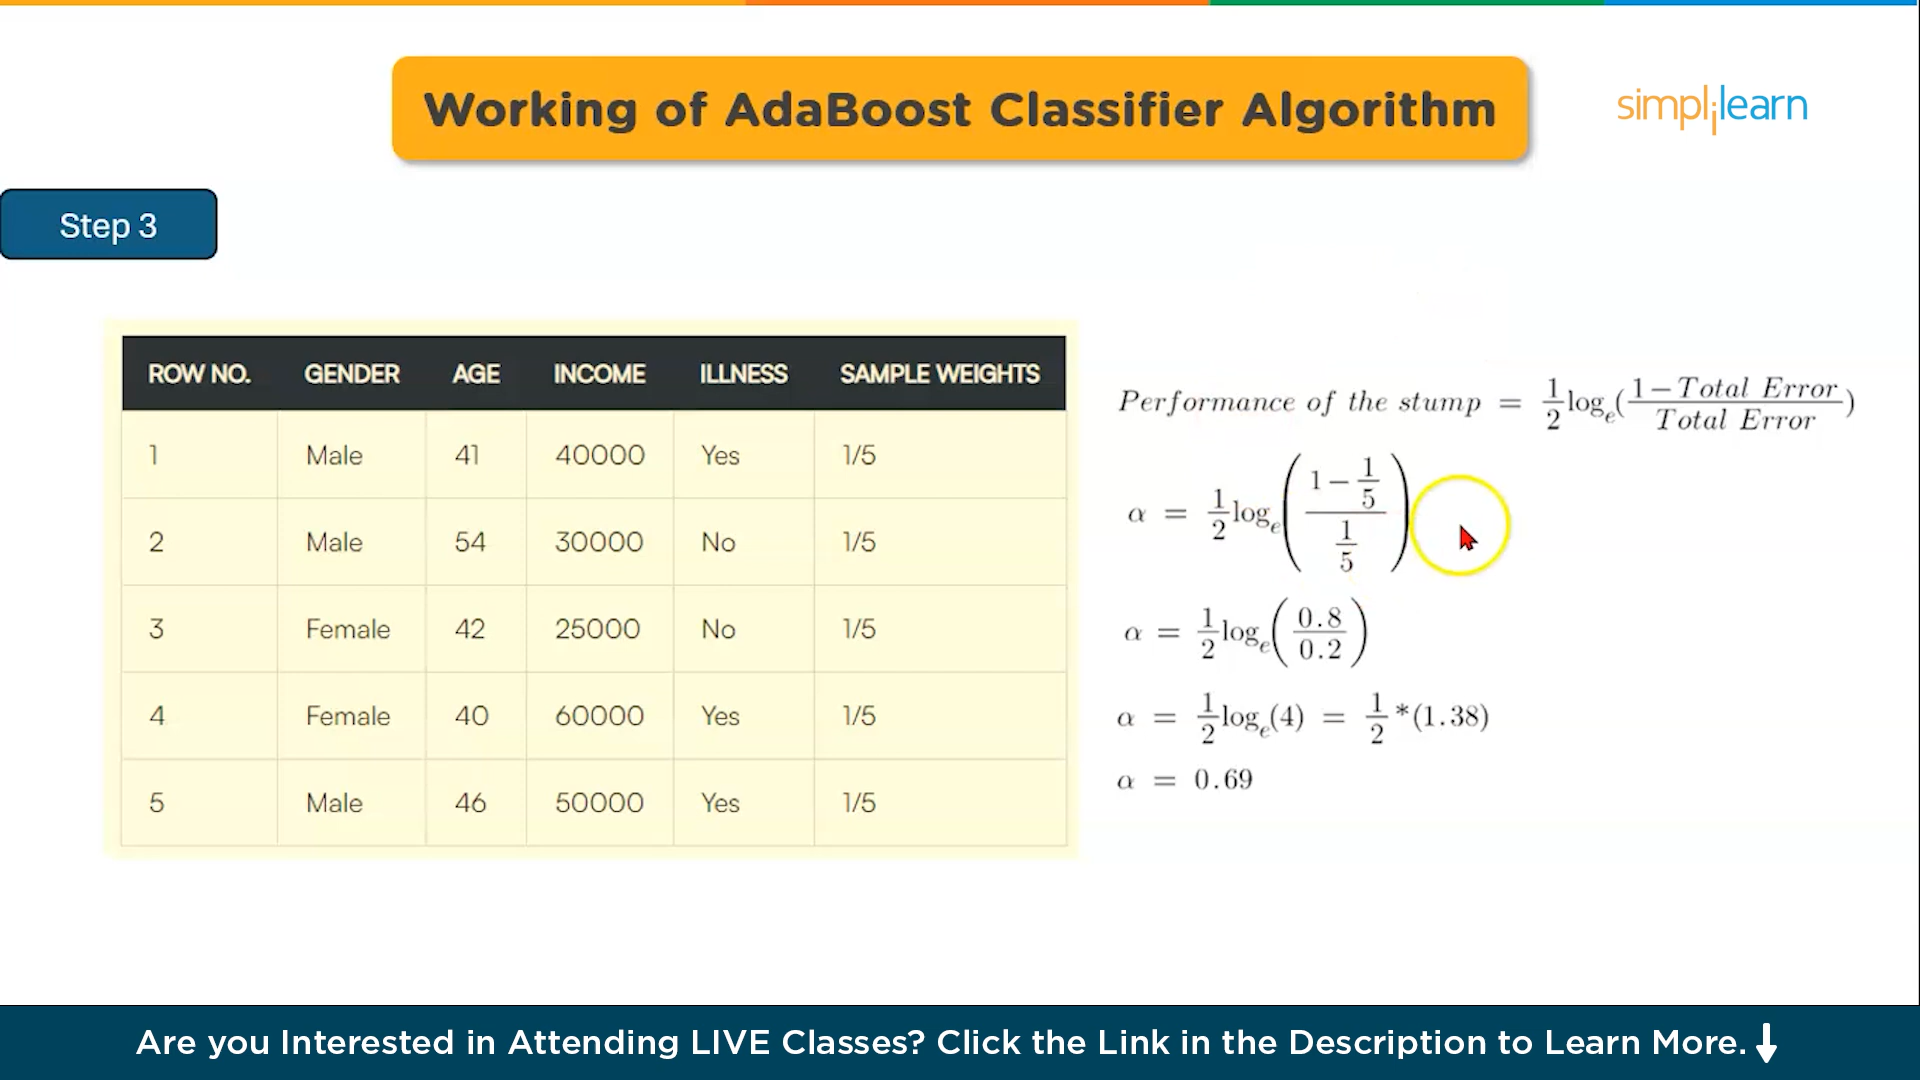 Working of AdaBoost Classifier Algorithm
simplilearn
Step 3
ROW NO. GENDER AGE INCOME ILLNESS SAMPLE WEIGHTS
1 Male 41 40000 Yes 1/5
2 Male 54 30000 No 1/5
3 Female 42 25000 No 1/5
4 Female 40 60000 Yes 1/5
5 Male 46 50000 Yes 1/5
Performance of the stump = 1/2 logₑ((1 − Total Error)/(Total Error))
α = 1/2 logₑ((1 − 1/5)/(1/5))
α = 1/2 logₑ(0.8/0.2)
α = 1/2 logₑ(4) = 1/2 * (1.38)
α = 0.69
Are you Interested in Attending LIVE Classes? Click the Link in the Description to Learn More.